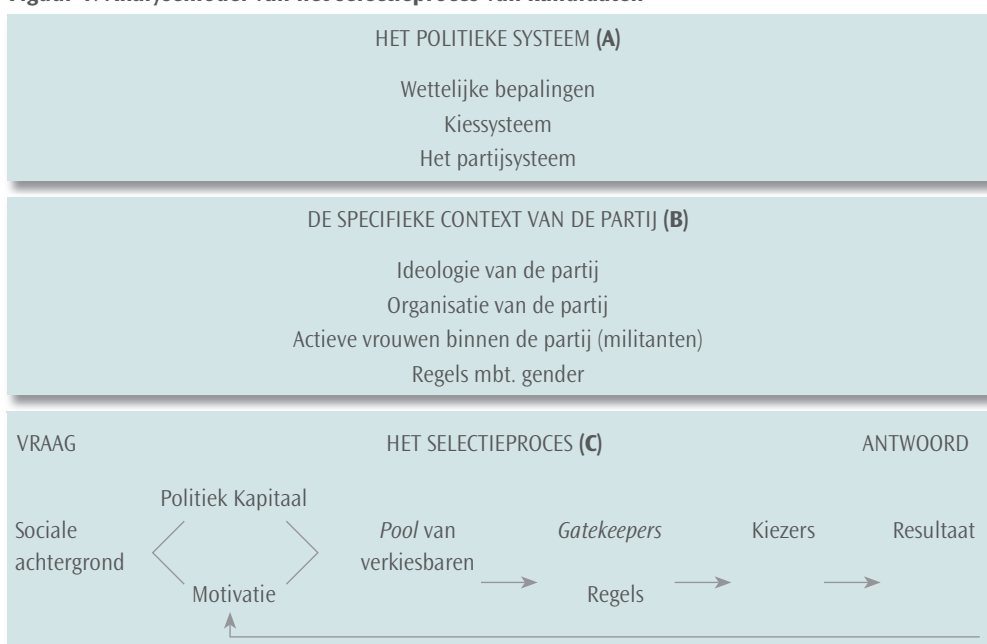 HET POLITIEKE SYSTEEM (A)
Wettelijke bepalingen
Kiessysteem
Het partijsysteem
DE SPECIFIEKE CONTEXT VAN DE PARTIJ (B)
Ideologie van de partij
Organisatie van de partij
Actieve vrouwen binnen de partij (militanten)
Regels mbt. gender
VRAAG HET SELECTIEPROCES (C) ANTWOORD
Politiek Kapitaal
Sociale Pool van Gatekeepers Kiezers Resultaat
achtergrond verkiesbaren
Motivatie Regels